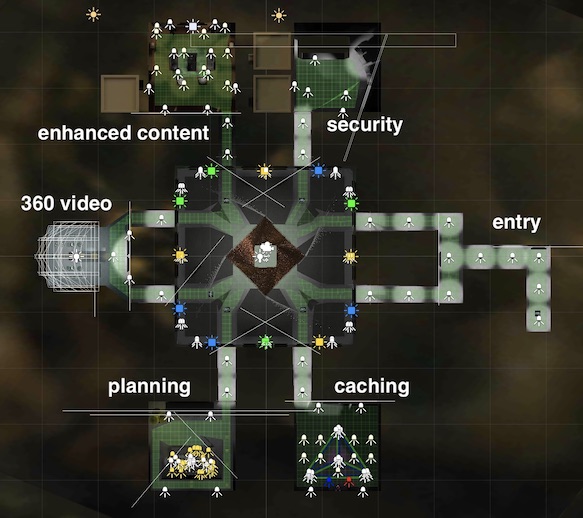 enhanced content
security
360 video
entry
planning
caching